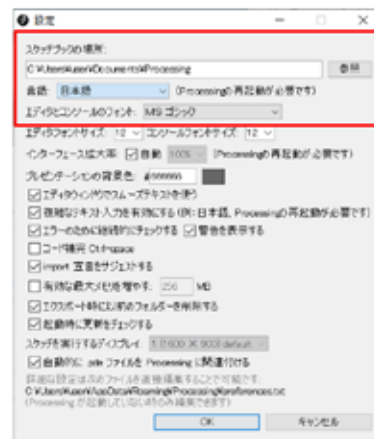 設定
スケッチブックの場所:
C:¥Users¥user¥Documents¥Processing 参照
言語: 日本語 (Processingの再起動が必要です)
エディタとコンソールのフォント: MS ゴシック
エディタフォントサイズ: 12 コンソールフォントサイズ: 12
インターフェース拡大率: 自動 100% (Processingの再起動が必要です)
プレゼンテーションの背景色: #666666
エディタウィンドウでスムーズテキストを使う
複雑なテキスト入力を有効にする (例: 日本語, Processingの再起動が必要です)
エラーのために継続的にチェックする 警告を表示する
コード補完 Ctrl-space
import 宣言をサジェストする
有効な最大メモリを増やす: 256 MB
エクスポート時に以前のフォルダーを削除する
起動時に更新をチェックする
スケッチを実行するディスプレイ: 1 (1600 X 900) default
自動的に .pde ファイルを Processing に関連付ける
詳細な設定は次のファイルを直接編集することで可能です:
C:¥Users¥user¥AppData¥Roaming¥Processing¥preferences.txt
(Processing が起動していない時のみ編集できます)
OK キャンセル